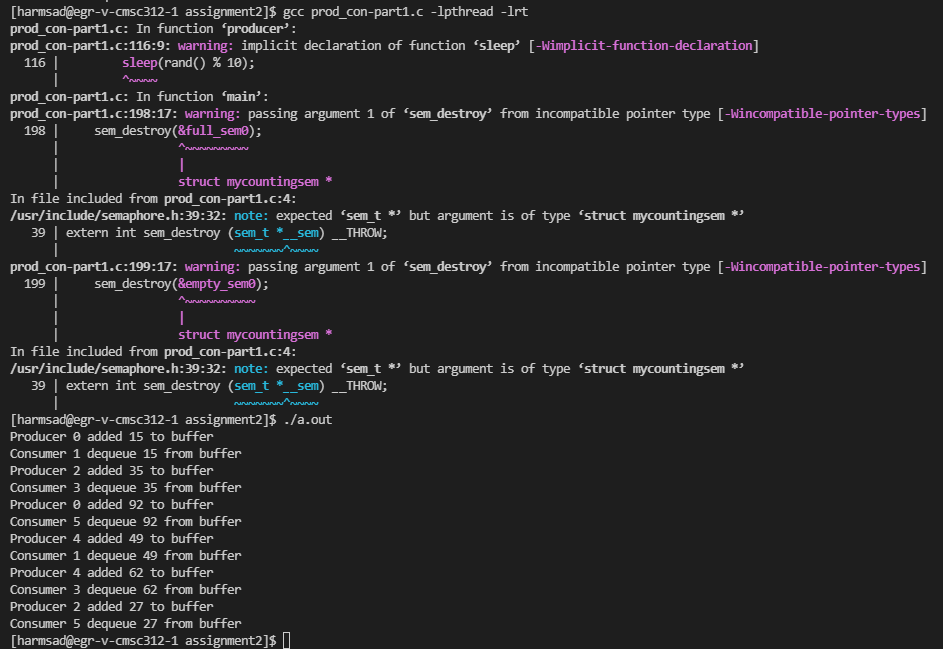 [harmsad@egr-v-cmsc312-1 assignment2]$ gcc prod_con-part1.c -lpthread -lrt
prod_con-part1.c: In function ‘producer’:
prod_con-part1.c:116:9: warning: implicit declaration of function ‘sleep’ [-Wimplicit-function-declaration]
  116 |         sleep(rand() % 10);
      |         ^~~~~
prod_con-part1.c: In function ‘main’:
prod_con-part1.c:198:17: warning: passing argument 1 of ‘sem_destroy’ from incompatible pointer type [-Wincompatible-pointer-types]
  198 |     sem_destroy(&full_sem0);
      |                 ^~~~~~~~~~
      |                 |
      |                 struct mycountingsem *
In file included from prod_con-part1.c:4:
/usr/include/semaphore.h:39:32: note: expected ‘sem_t *’ but argument is of type ‘struct mycountingsem *’
   39 | extern int sem_destroy (sem_t *__sem) __THROW;
      |                         ~~~~~~~^~~~~
prod_con-part1.c:199:17: warning: passing argument 1 of ‘sem_destroy’ from incompatible pointer type [-Wincompatible-pointer-types]
  199 |     sem_destroy(&empty_sem0);
      |                 ^~~~~~~~~~~
      |                 |
      |                 struct mycountingsem *
In file included from prod_con-part1.c:4:
/usr/include/semaphore.h:39:32: note: expected ‘sem_t *’ but argument is of type ‘struct mycountingsem *’
   39 | extern int sem_destroy (sem_t *__sem) __THROW;
      |                         ~~~~~~~^~~~~
[harmsad@egr-v-cmsc312-1 assignment2]$ ./a.out
Producer 0 added 15 to buffer
Consumer 1 dequeue 15 from buffer
Producer 2 added 35 to buffer
Consumer 3 dequeue 35 from buffer
Producer 0 added 92 to buffer
Consumer 5 dequeue 92 from buffer
Producer 4 added 49 to buffer
Consumer 1 dequeue 49 from buffer
Producer 4 added 62 to buffer
Consumer 3 dequeue 62 from buffer
Producer 2 added 27 to buffer
Consumer 5 dequeue 27 from buffer
[harmsad@egr-v-cmsc312-1 assignment2]$